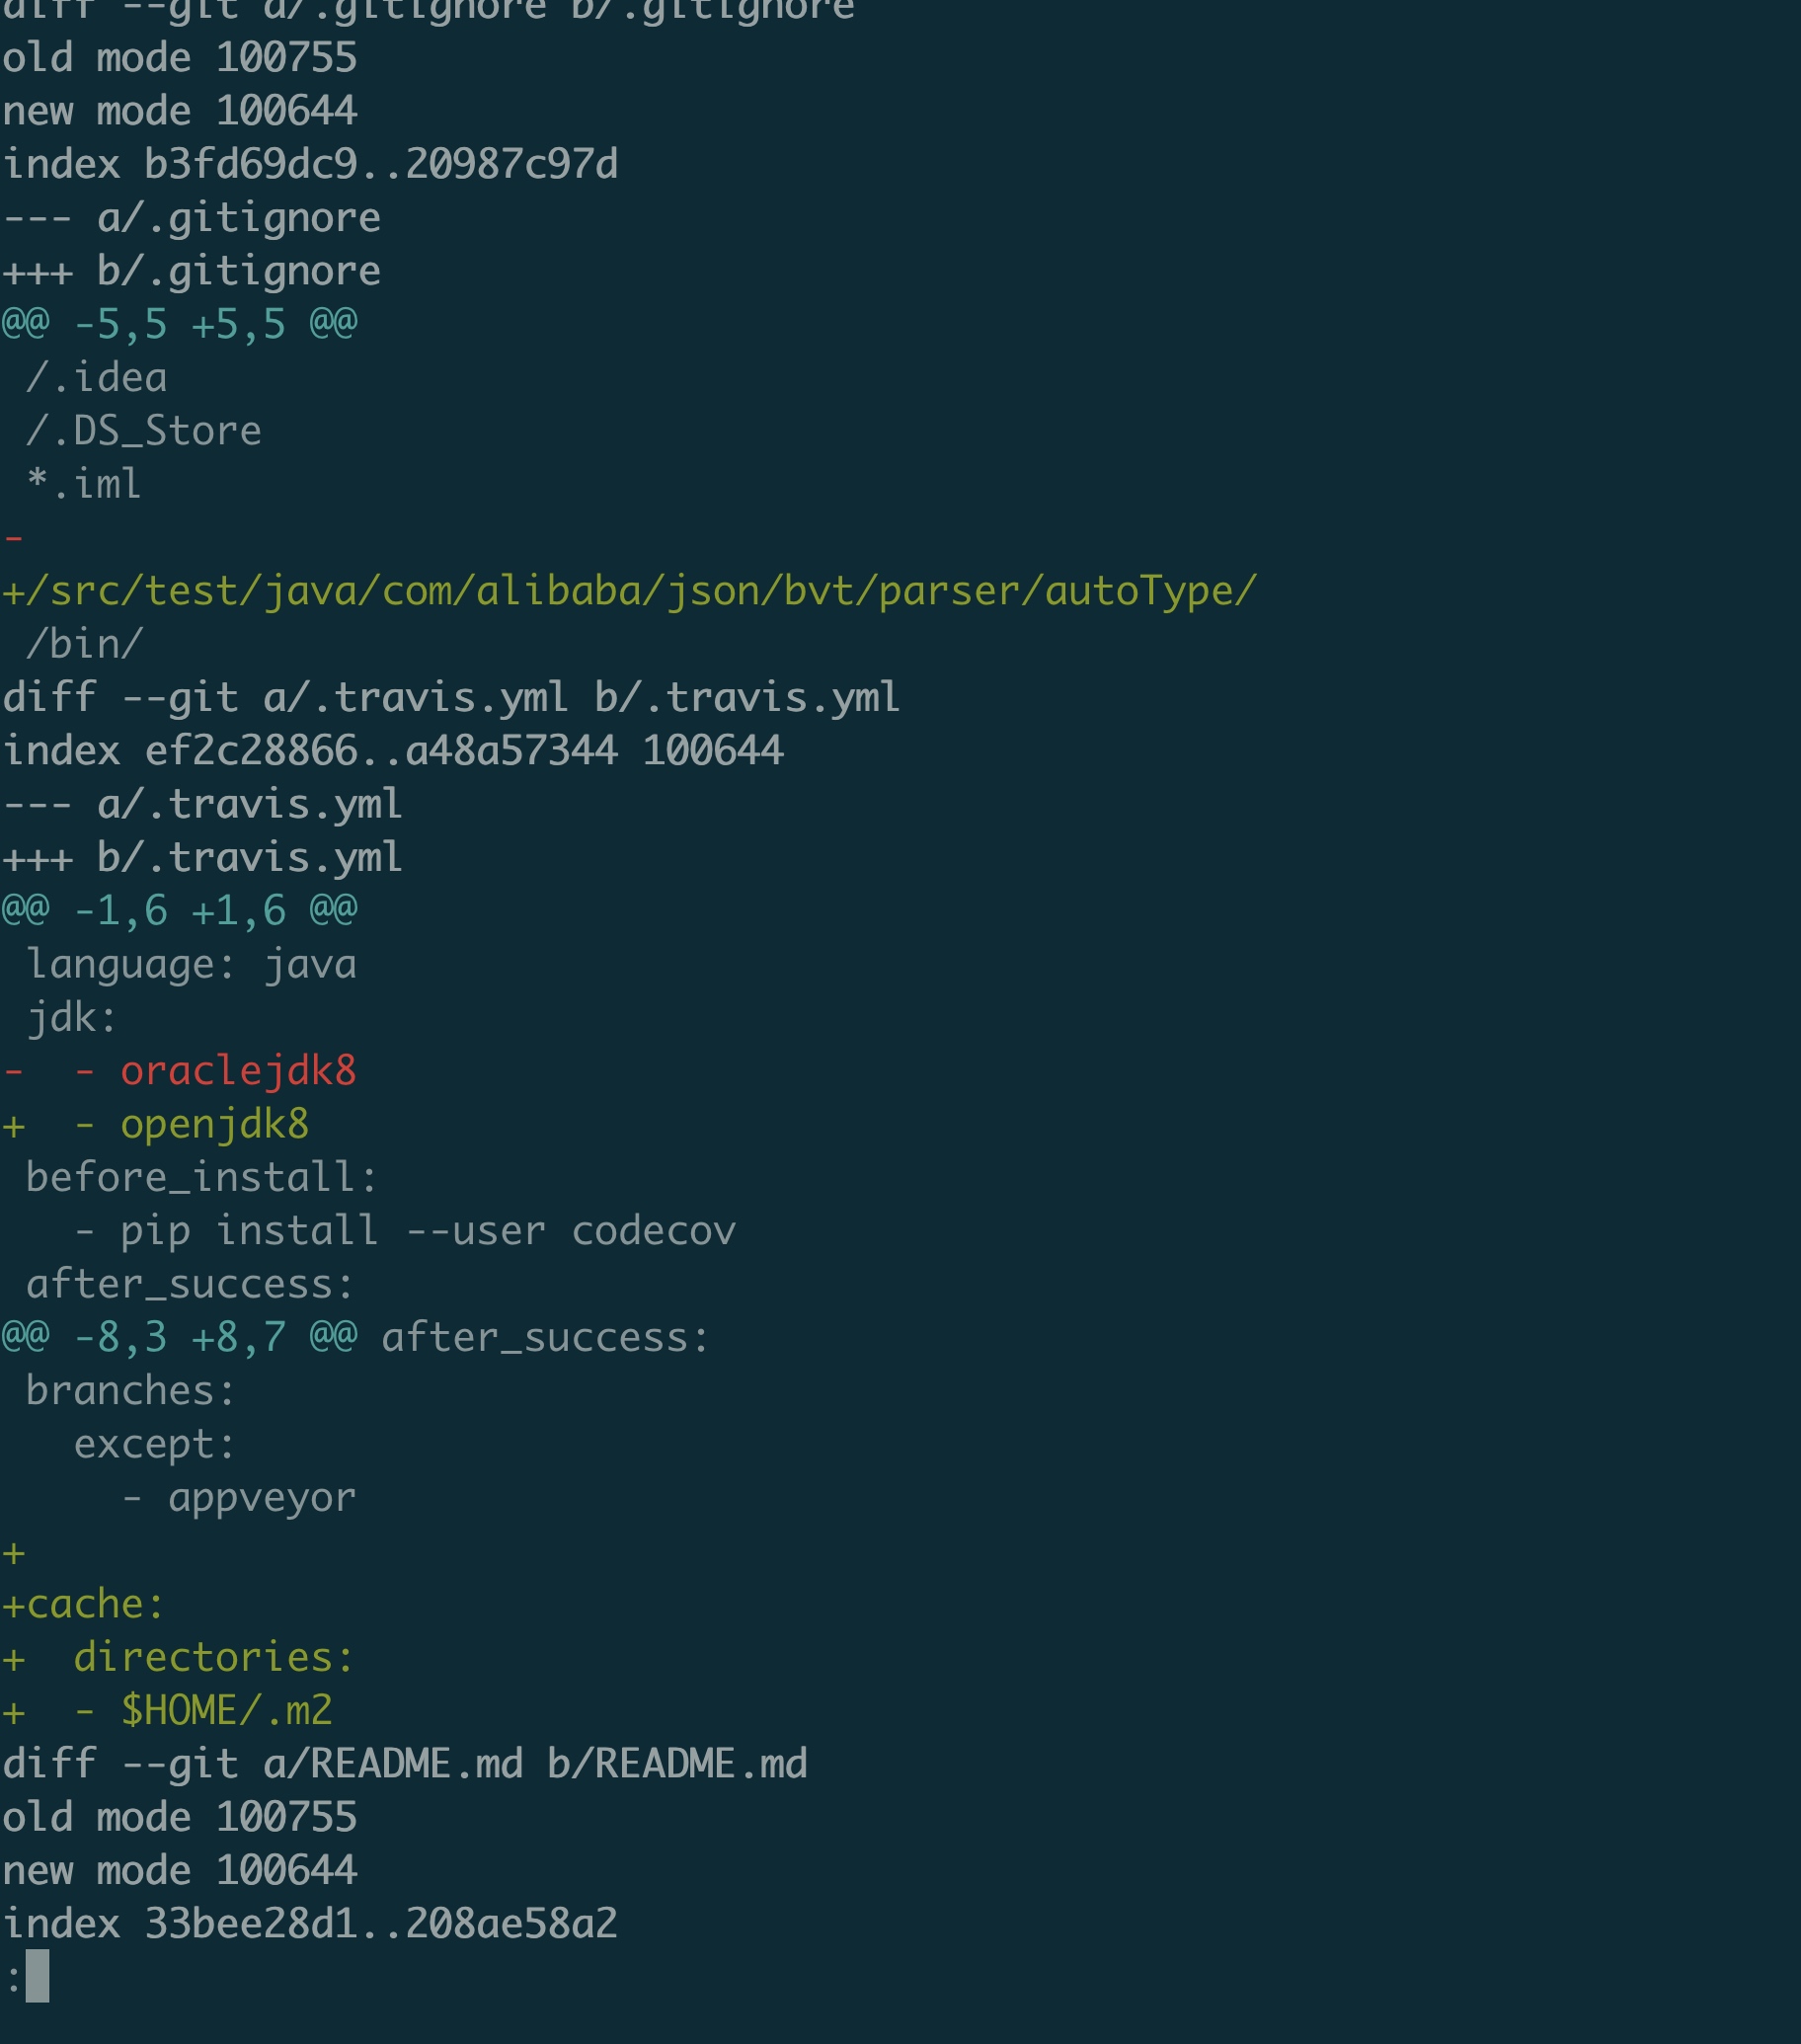 diff --git a/.gitignore b/.gitignore
old mode 100755
new mode 100644
index b3fd69dc9..20987c97d
--- a/.gitignore
+++ b/.gitignore
@@ -5,5 +5,5 @@
 /.idea
 /.DS_Store
 *.iml
-
+/src/test/java/com/alibaba/json/bvt/parser/autoType/
 /bin/
diff --git a/.travis.yml b/.travis.yml
index ef2c28866..a48a57344 100644
--- a/.travis.yml
+++ b/.travis.yml
@@ -1,6 +1,6 @@
 language: java
 jdk:
-  - oraclejdk8
+  - openjdk8
 before_install:
   - pip install --user codecov
 after_success:
@@ -8,3 +8,7 @@ after_success:
 branches:
   except:
     - appveyor
+
+cache:
+  directories:
+  - $HOME/.m2
diff --git a/README.md b/README.md
old mode 100755
new mode 100644
index 33bee28d1..208ae58a2
: